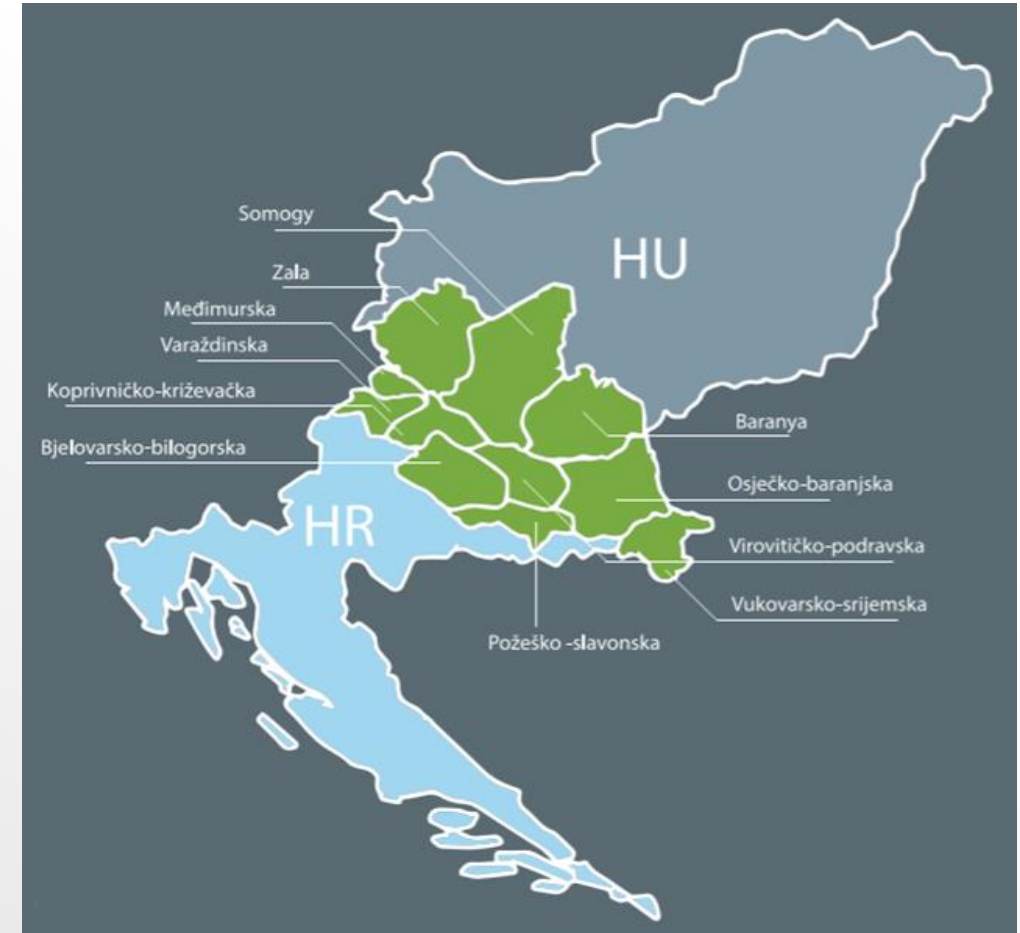 Somogy
HU
Zala
Međimurska
Varaždinska
Koprivničko-križevačka
Baranya
Bjelovarsko-bilogorska
Osječko-baranjska
HR
Virovitičko-podravska
Vukovarsko-srijemska
Požeško -slavonska